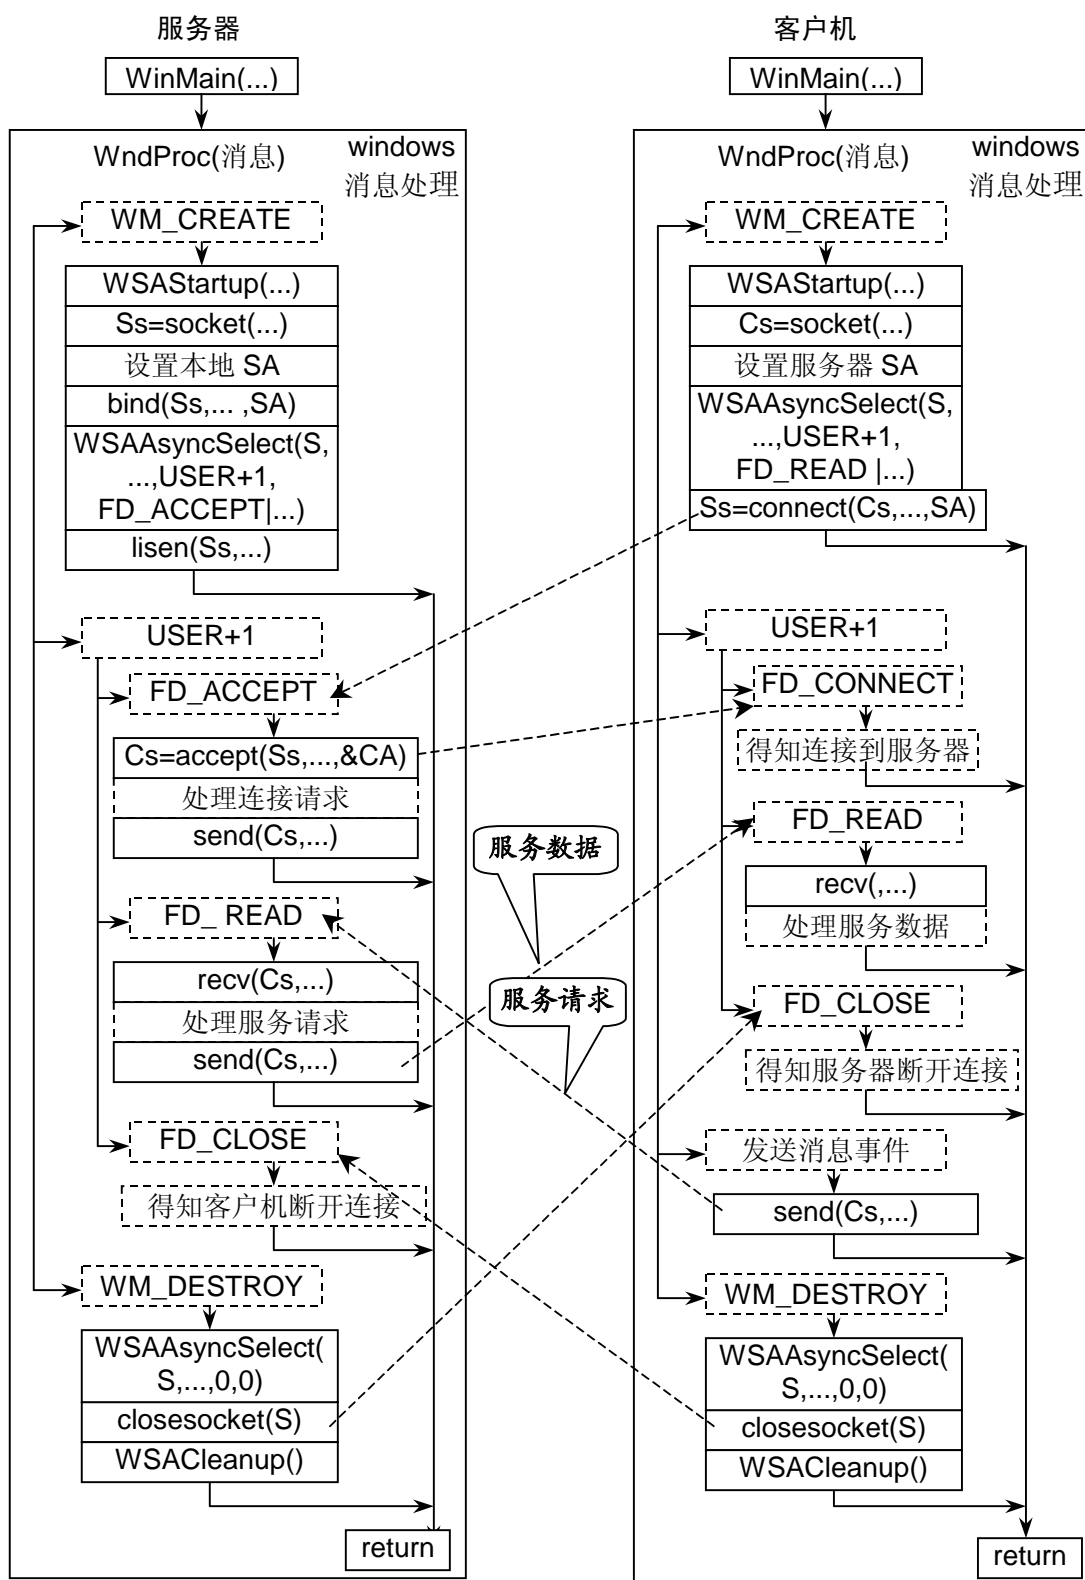 服务器
WinMain(...)
WndProc(消息)
windows
消息处理
WM_CREATE
WSAStartup(...)
Ss=socket(...)
设置本地 SA
bind(Ss,... ,SA)
WSAAsyncSelect(S,
...,USER+1,
FD_ACCEPT|...)
lisen(Ss,...)
USER+1
FD_ACCEPT
Cs=accept(Ss,...,&CA)
处理连接请求
send(Cs,...)
FD_ READ
recv(Cs,...)
处理服务请求
send(Cs,...)
FD_CLOSE
得知客户机断开连接
WM_DESTROY
WSAAsyncSelect(
S,...,0,0)
closesocket(S)
WSACleanup()
return
服务数据
服务请求
客户机
WinMain(...)
WndProc(消息)
windows
消息处理
WM_CREATE
WSAStartup(...)
Cs=socket(...)
设置服务器 SA
WSAAsyncSelect(S,
...,USER+1,
FD_READ |...)
Ss=connect(Cs,...,SA)
USER+1
FD_CONNECT
得知连接到服务器
FD_READ
recv(,...)
处理服务数据
FD_CLOSE
得知服务器断开连接
发送消息事件
send(Cs,...)
WM_DESTROY
WSAAsyncSelect(
S,...,0,0)
closesocket(S)
WSACleanup()
return